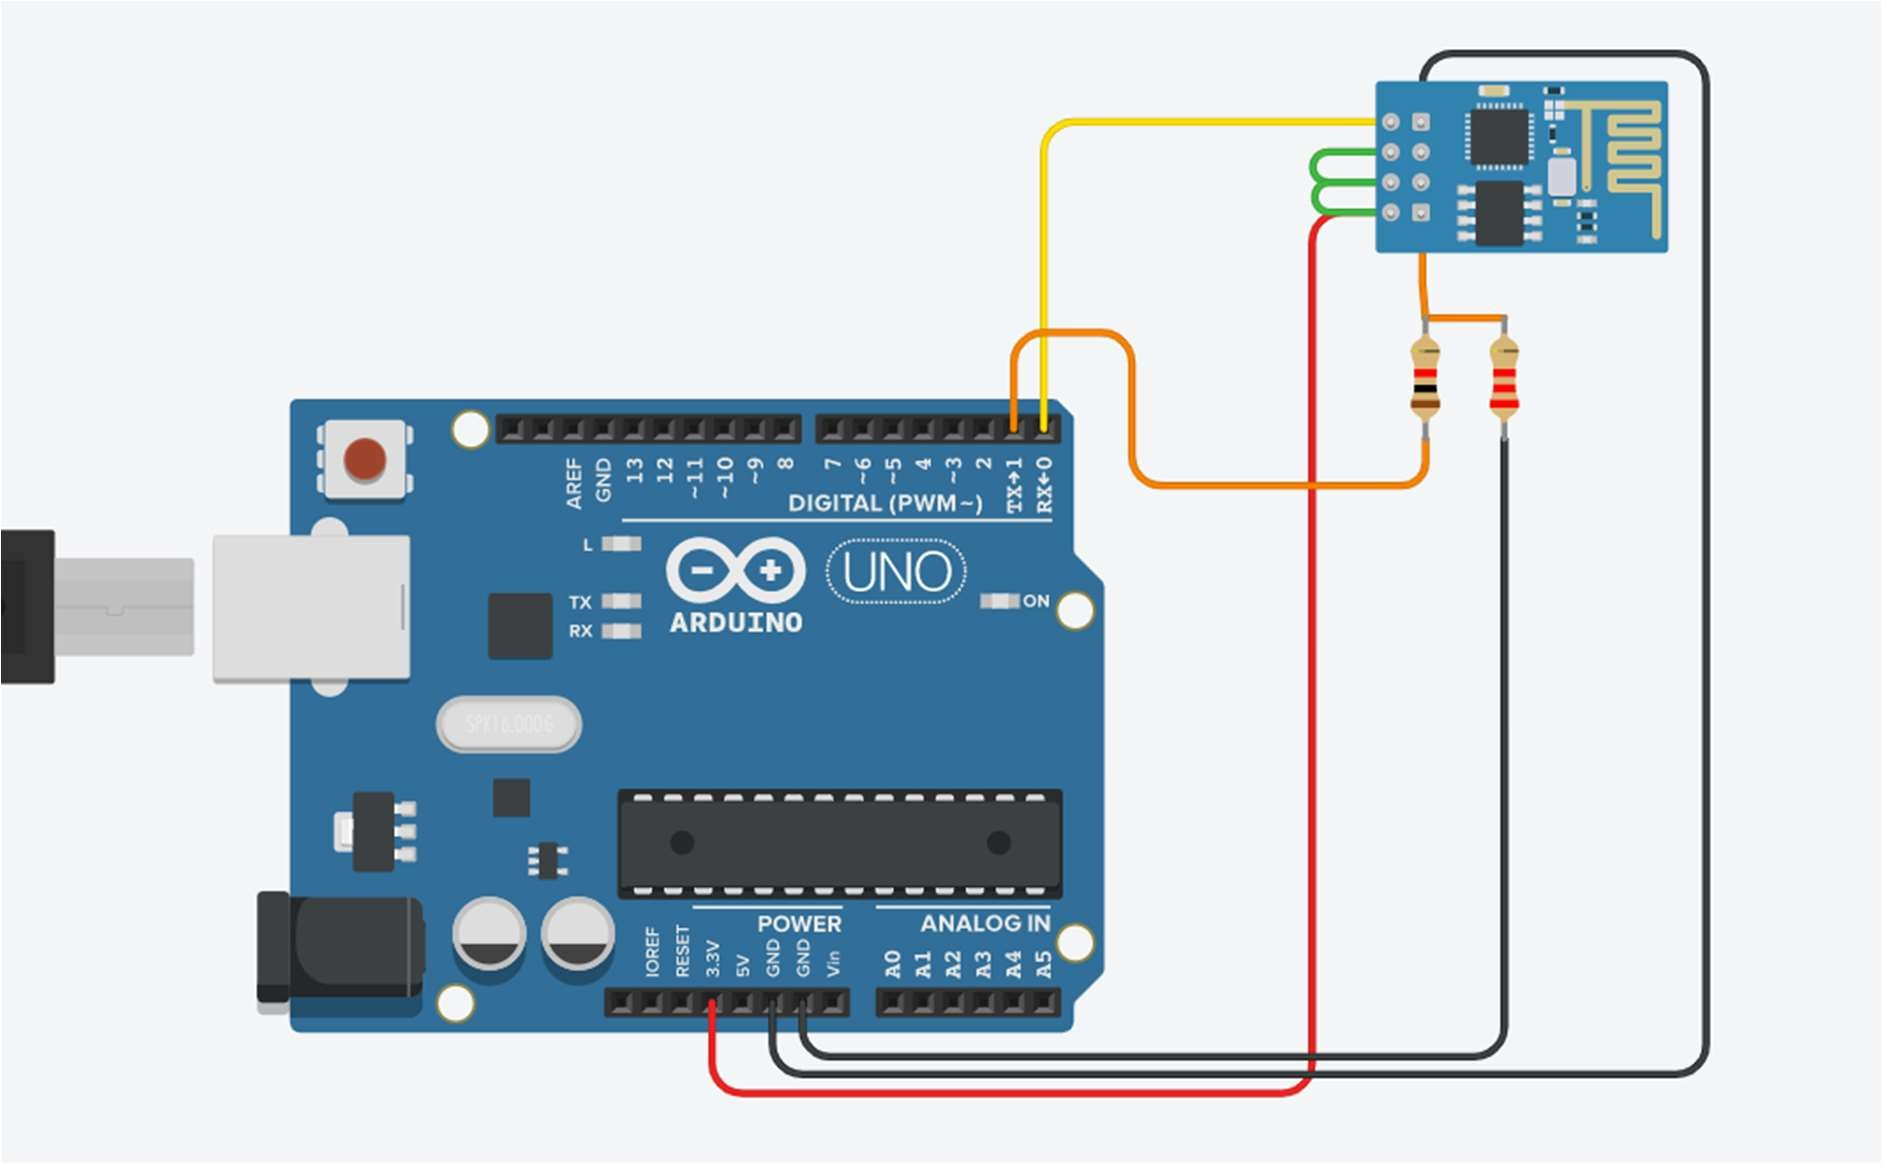 AREF
GND
13
12
~11
~10
~9
8
7
~6
~5
4
~3
2
TX→1
RX←0
DIGITAL (PWM~)
L
TX
RX
ARDUINO
UNO
ON
SPK16.000G
POWER
ANALOG IN
IOREF
RESET
3.3V
5V
GND
GND
Vin
A0
A1
A2
A3
A4
A5